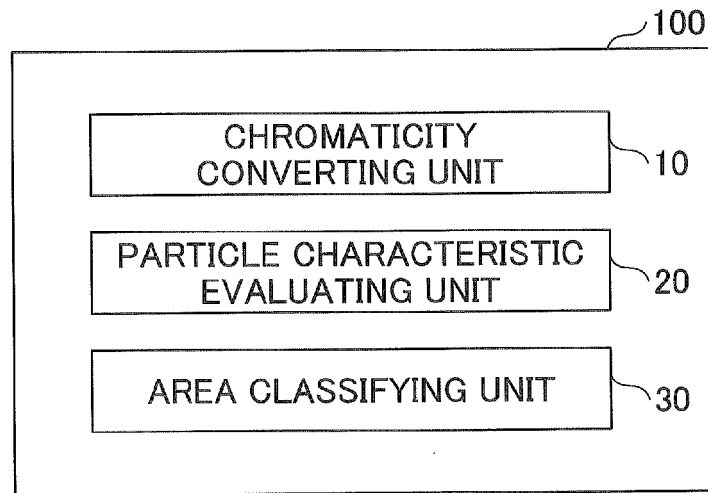 100
CHROMATICITY
CONVERTING UNIT
10
PARTICLE CHARACTERISTIC
EVALUATING UNIT
20
AREA CLASSIFYING UNIT
30